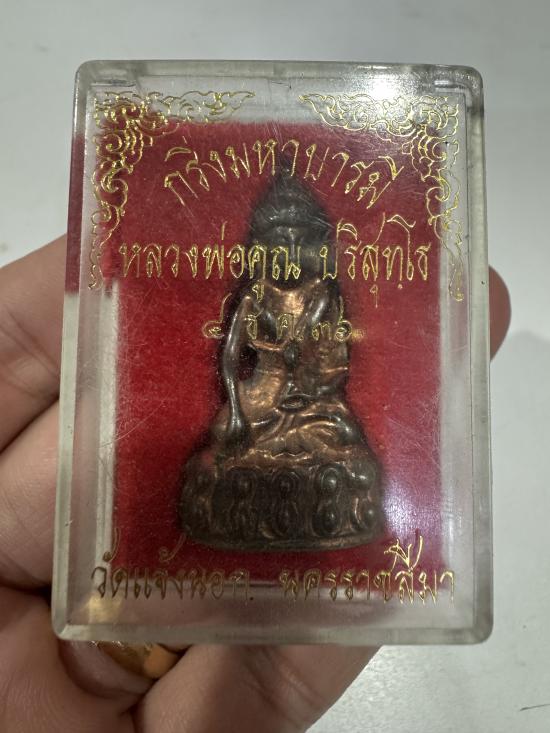 กริ่งมหาบารมี
หลวงพ่อคูณ ปริสุทฺโธ
๔ ธ.ค.๓๖
วัดแจ้งนอก นครราชสีมา